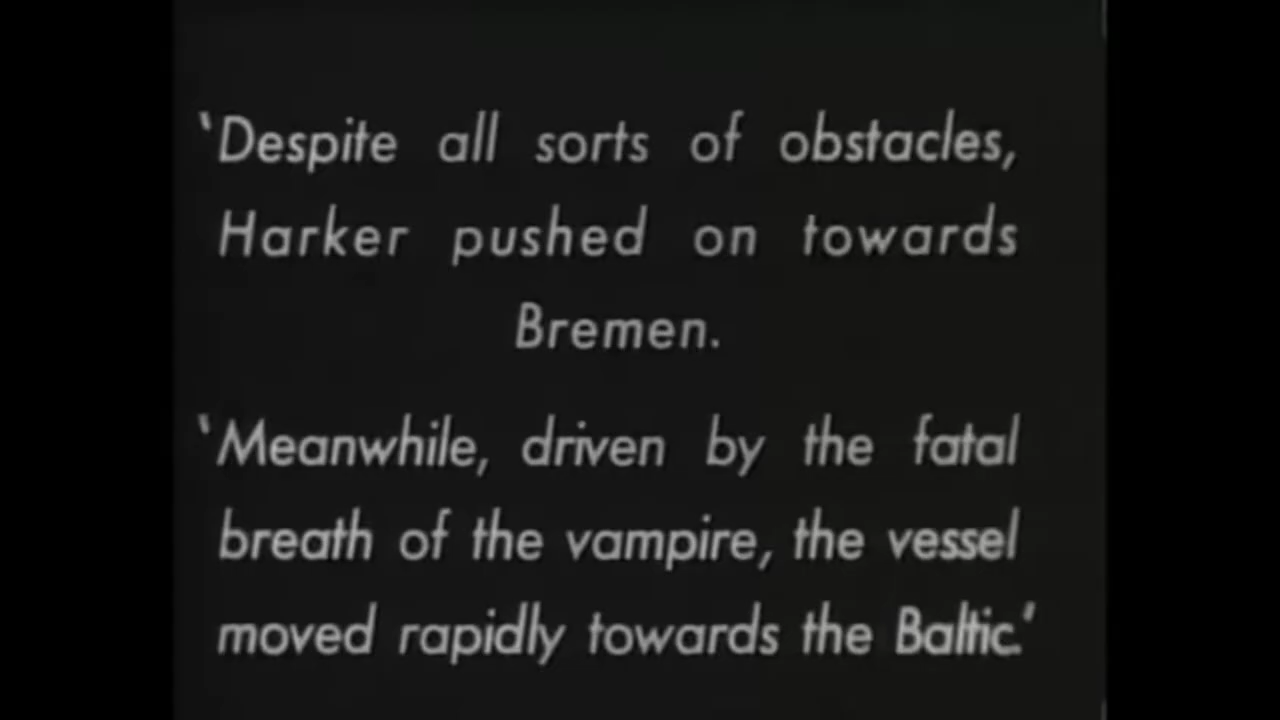 ‛Despite all sorts of obstacles,
Harker pushed on towards
Bremen.
‛Meanwhile, driven by the fatal
breath of the vampire, the vessel
moved rapidly towards the Baltic.'